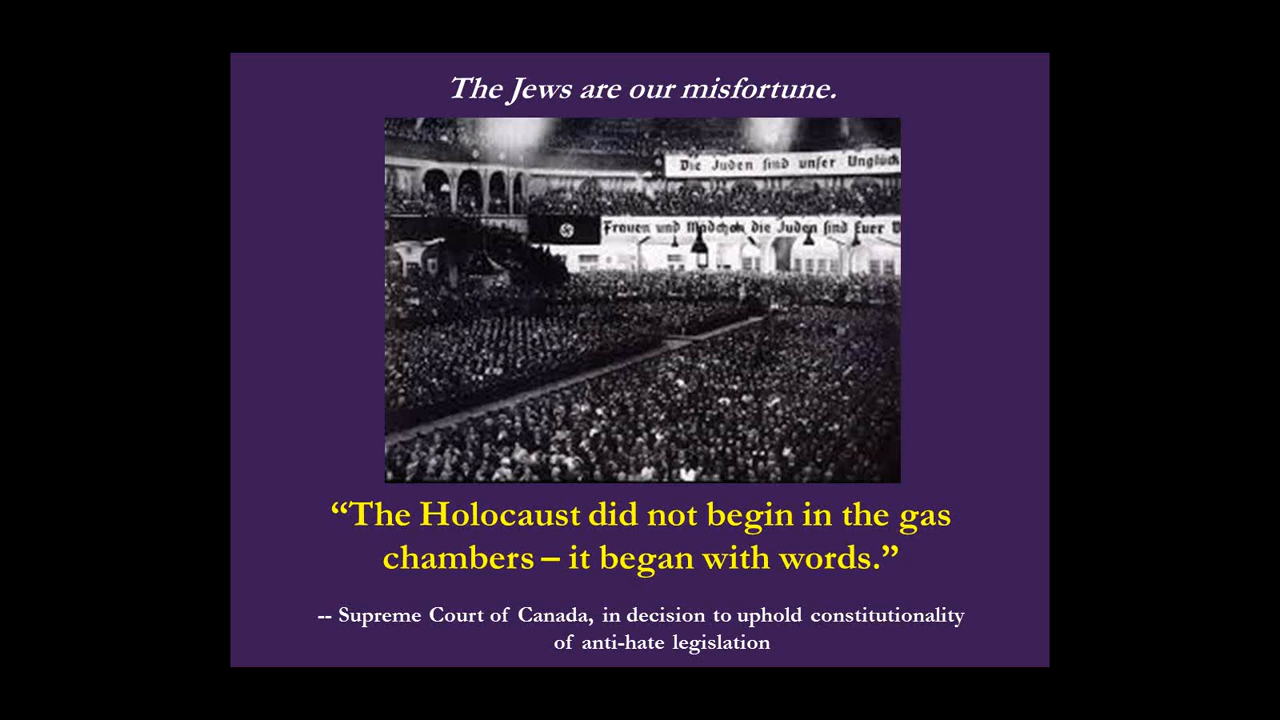 The Jews are our misfortune.
Die Juden sind unser Unglück
Frauen und Mädchen, die Juden sind Euer
“The Holocaust did not begin in the gas
chambers – it began with words.”
-- Supreme Court of Canada, in decision to uphold constitutionality
of anti-hate legislation